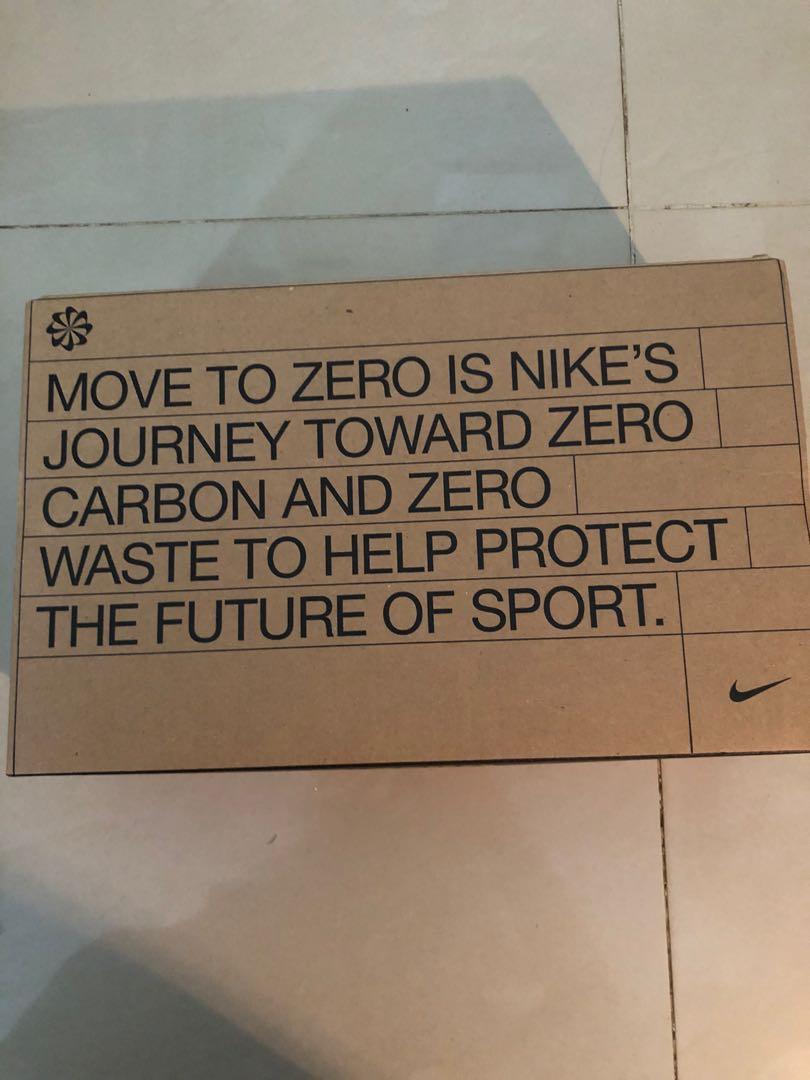 MOVE TO ZERO IS NIKE'S
JOURNEY TOWARD ZERO
CARBON AND ZERO
WASTE TO HELP PROTECT
THE FUTURE OF SPORT.